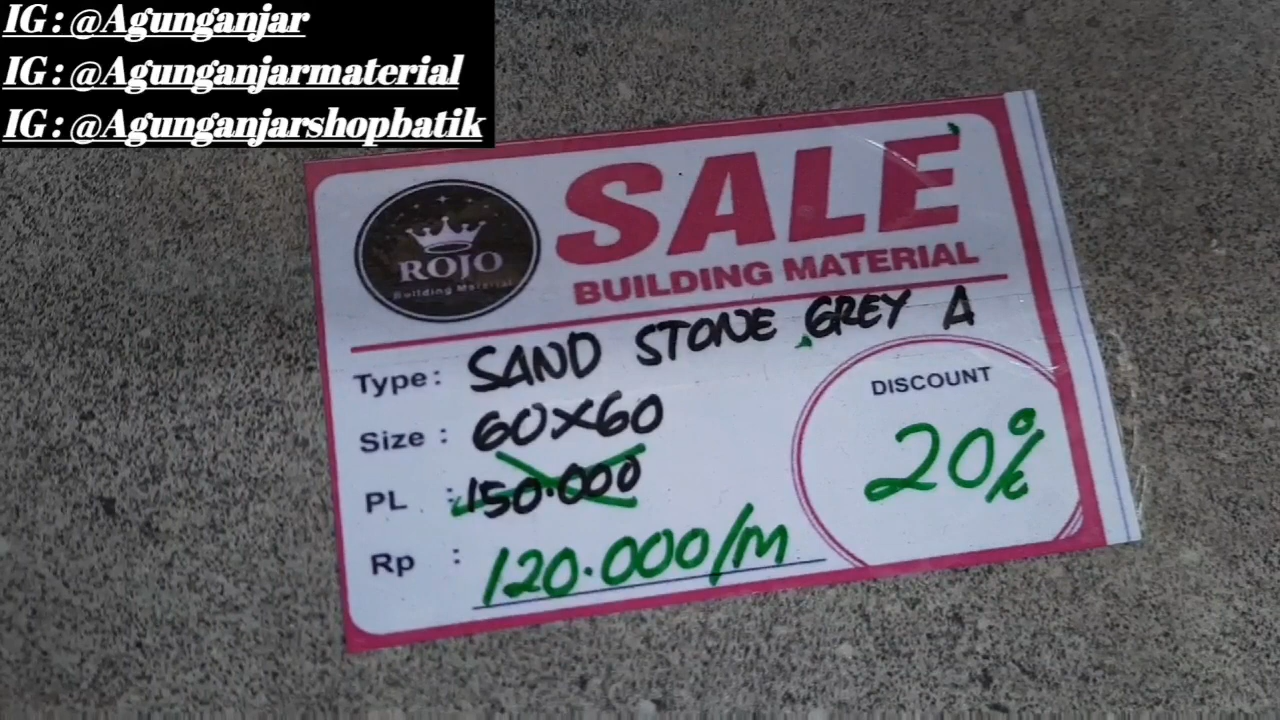 IG : @Agunganjar
IG : @Agunganjarmaterial
IG : @Agunganjarshopbatik
ROJO
Building Material
SALE
BUILDING MATERIAL
Type : SAND STONE GREY A
Size : 60X60
PL : 150.000
Rp : 120.000/m
DISCOUNT
20%